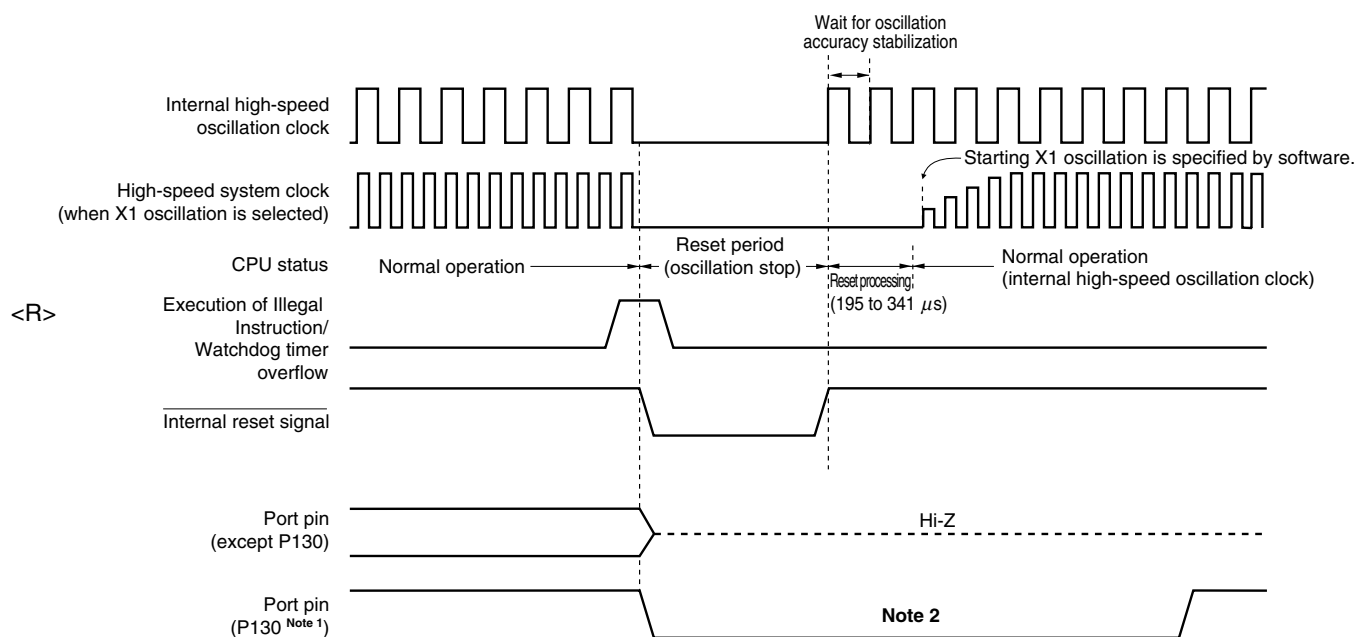 Wait for oscillation
accuracy stabilization
Internal high-speed
oscillation clock
Starting X1 oscillation is specified by software.
High-speed system clock
(when X1 oscillation is selected)
CPU status
Normal operation
Reset period
(oscillation stop)
Reset processing
(195 to 341 μs)
Normal operation
(internal high-speed oscillation clock)
<R>
Execution of Illegal
Instruction/
Watchdog timer
overflow
Internal reset signal
Port pin
(except P130)
Hi-Z
Port pin
(P130 Note 1)
Note 2